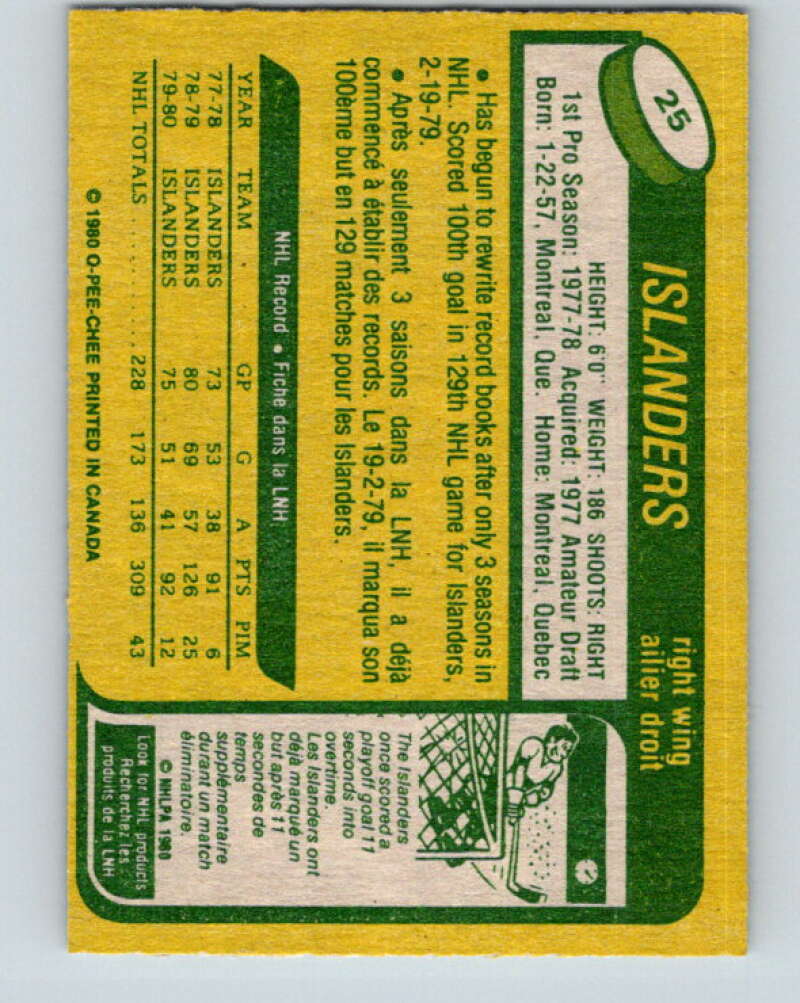 25
ISLANDERS
right wing
ailier droit
HEIGHT: 6'0" WEIGHT: 186 SHOOTS: RIGHT
1st Pro Season: 1977-78 Acquired: 1977 Amateur Draft
Born: 1-22-57, Montreal, Que. Home: Montreal, Quebec
• Has begun to rewrite record books after only 3 seasons in
NHL. Scored 100th goal in 129th NHL game for Islanders,
2-19-79.
• Après seulement 3 saisons dans la LNH, il a déjà
commencé à établir des records. Le 19-2-79, il marqua son
100ème but en 129 matches pour les Islanders.
NHL Record • Fiche dans la LNH
YEAR TEAM GP G A PTS PIM
77-78 ISLANDERS 73 53 38 91 6
78-79 ISLANDERS 80 69 57 126 25
79-80 ISLANDERS 75 51 41 92 12
NHL TOTALS .......... 228 173 136 309 43
© 1980 O-PEE-CHEE PRINTED IN CANADA
The Islanders
once scored a
playoff goal 11
seconds into
overtime.
Les Islanders ont
déjà marqué un
but après 11
secondes de
temps
supplémentaire
durant un match
éliminatoire.
© NHLPA 1980
Look for NHL products
Recherchez les
produits de la LNH